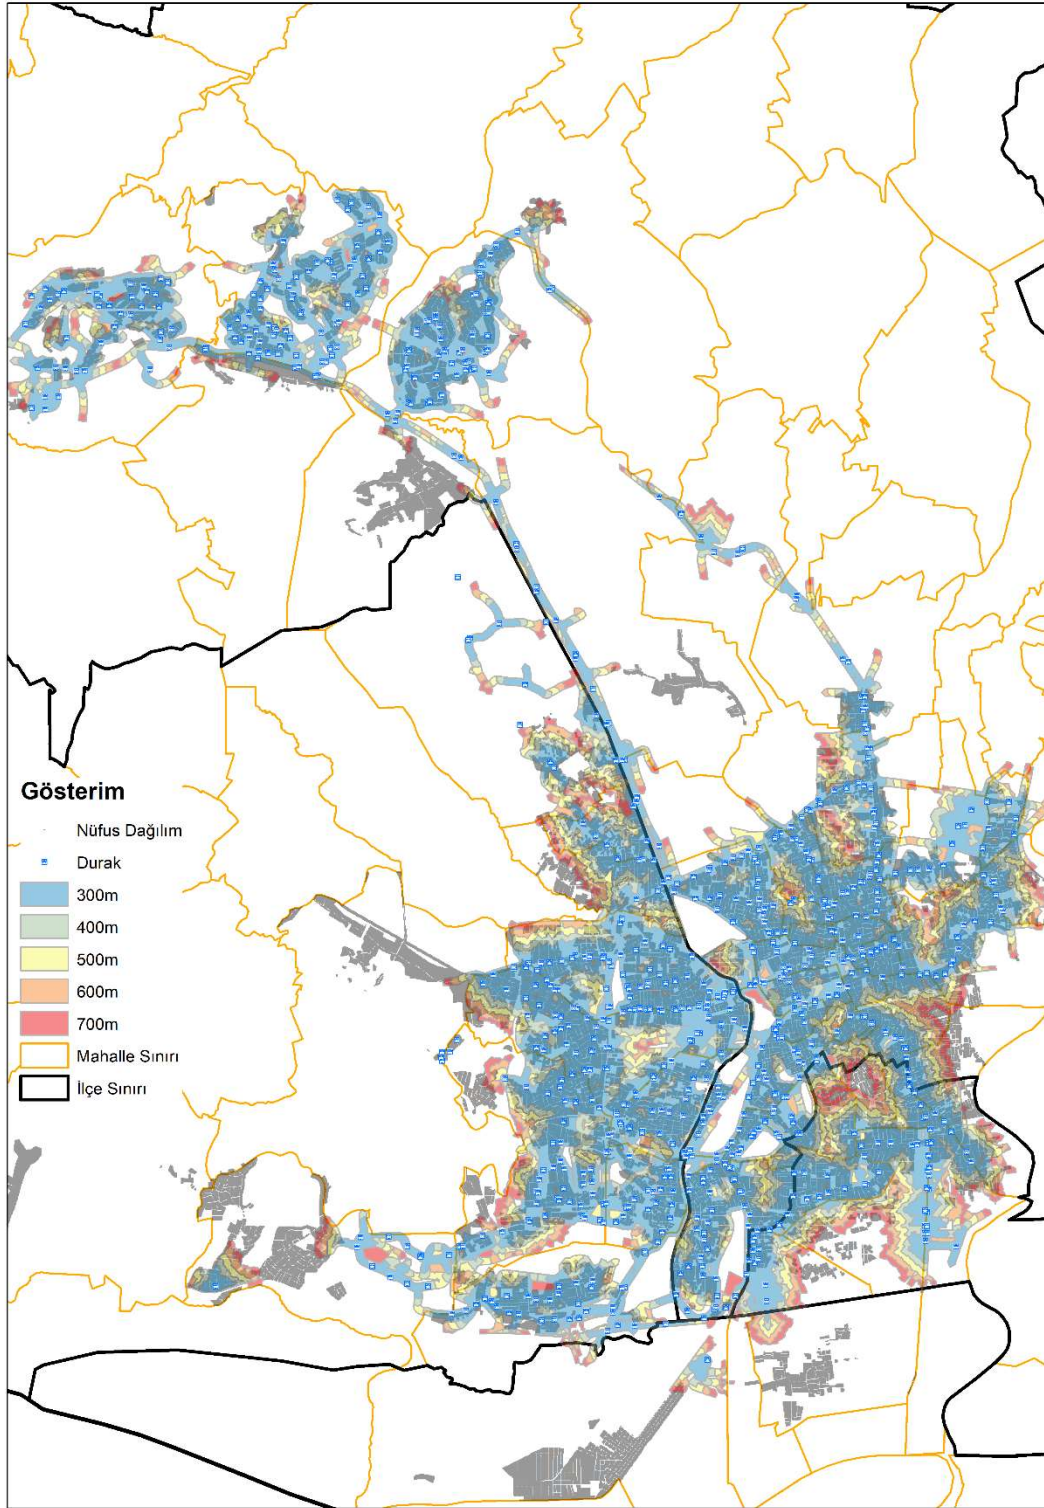 Gösterim
Nüfus Dağılım
Durak
300m
400m
500m
600m
700m
Mahalle Sınırı
İlçe Sınırı